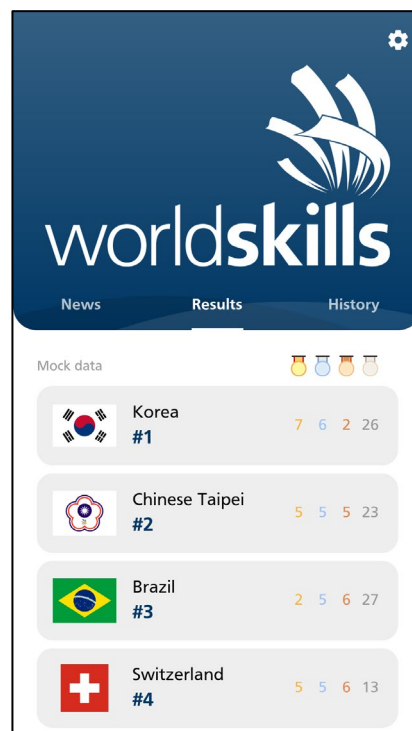 worldskills
News Results History
Mock data
Korea
#1
7 6 2 26
Chinese Taipei
#2
5 5 5 23
Brazil
#3
2 5 6 27
Switzerland
#4
5 5 6 13